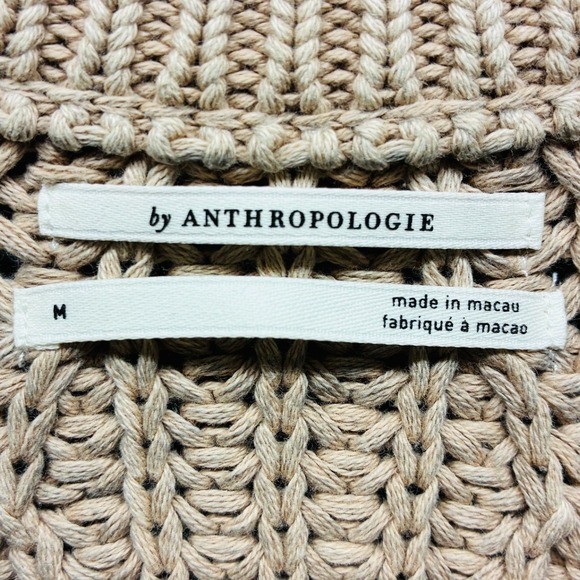 by ANTHROPOLOGIE
M
made in macau
fabriqué à macao